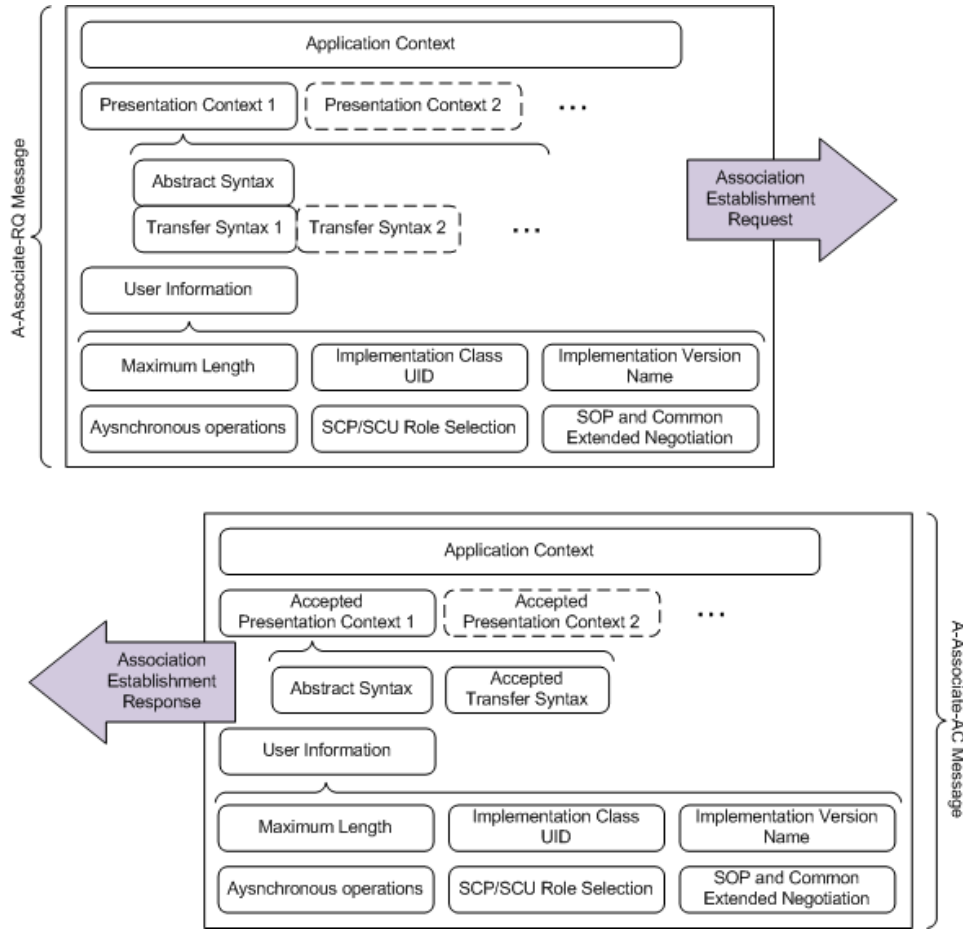 A-Associate-RQ Message
Application Context
Presentation Context 1
Presentation Context 2
...
Abstract Syntax
Transfer Syntax 1
Transfer Syntax 2
...
Association
Establishment
Request
User Information
Maximum Length
Implementation Class
UID
Implementation Version
Name
Aysnchronous operations
SCP/SCU Role Selection
SOP and Common
Extended Negotiation
Application Context
Accepted
Presentation Context 1
Accepted
Presentation Context 2
...
Association
Establishment
Response
Abstract Syntax
Accepted
Transfer Syntax
User Information
Maximum Length
Implementation Class
UID
Implementation Version
Name
Aysnchronous operations
SCP/SCU Role Selection
SOP and Common
Extended Negotiation
A-Associate-AC Message